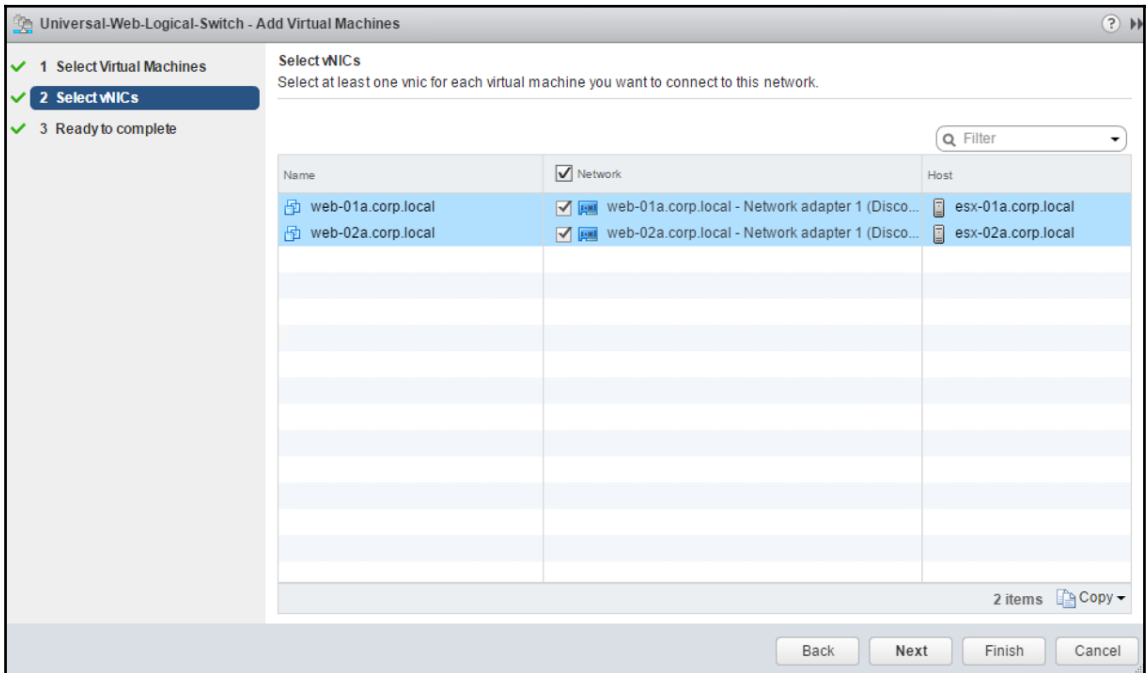 Universal-Web-Logical-Switch - Add Virtual Machines
1 Select Virtual Machines
2 Select vNICs
3 Ready to complete
Select vNICs
Select at least one vnic for each virtual machine you want to connect to this network.
Filter
Name Network Host
web-01a.corp.local web-01a.corp.local - Network adapter 1 (Disco... esx-01a.corp.local
web-02a.corp.local web-02a.corp.local - Network adapter 1 (Disco... esx-02a.corp.local
2 items Copy
Back Next Finish Cancel